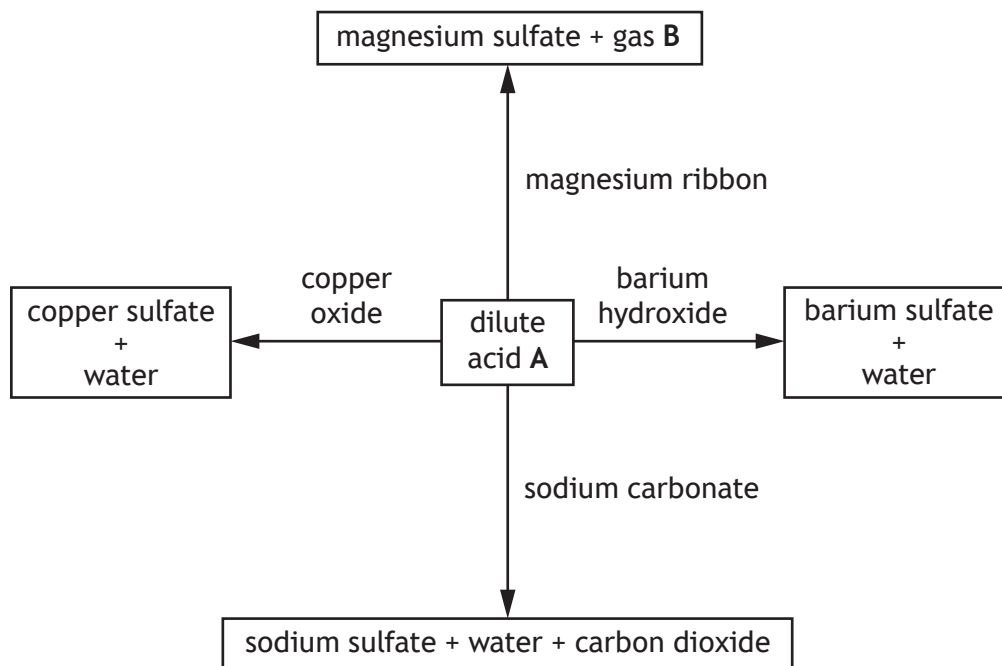 magnesium sulfate + gas B
magnesium ribbon
copper
oxide
barium
hydroxide
copper sulfate
+
water
dilute
acid A
barium sulfate
+
water
sodium carbonate
sodium sulfate + water + carbon dioxide